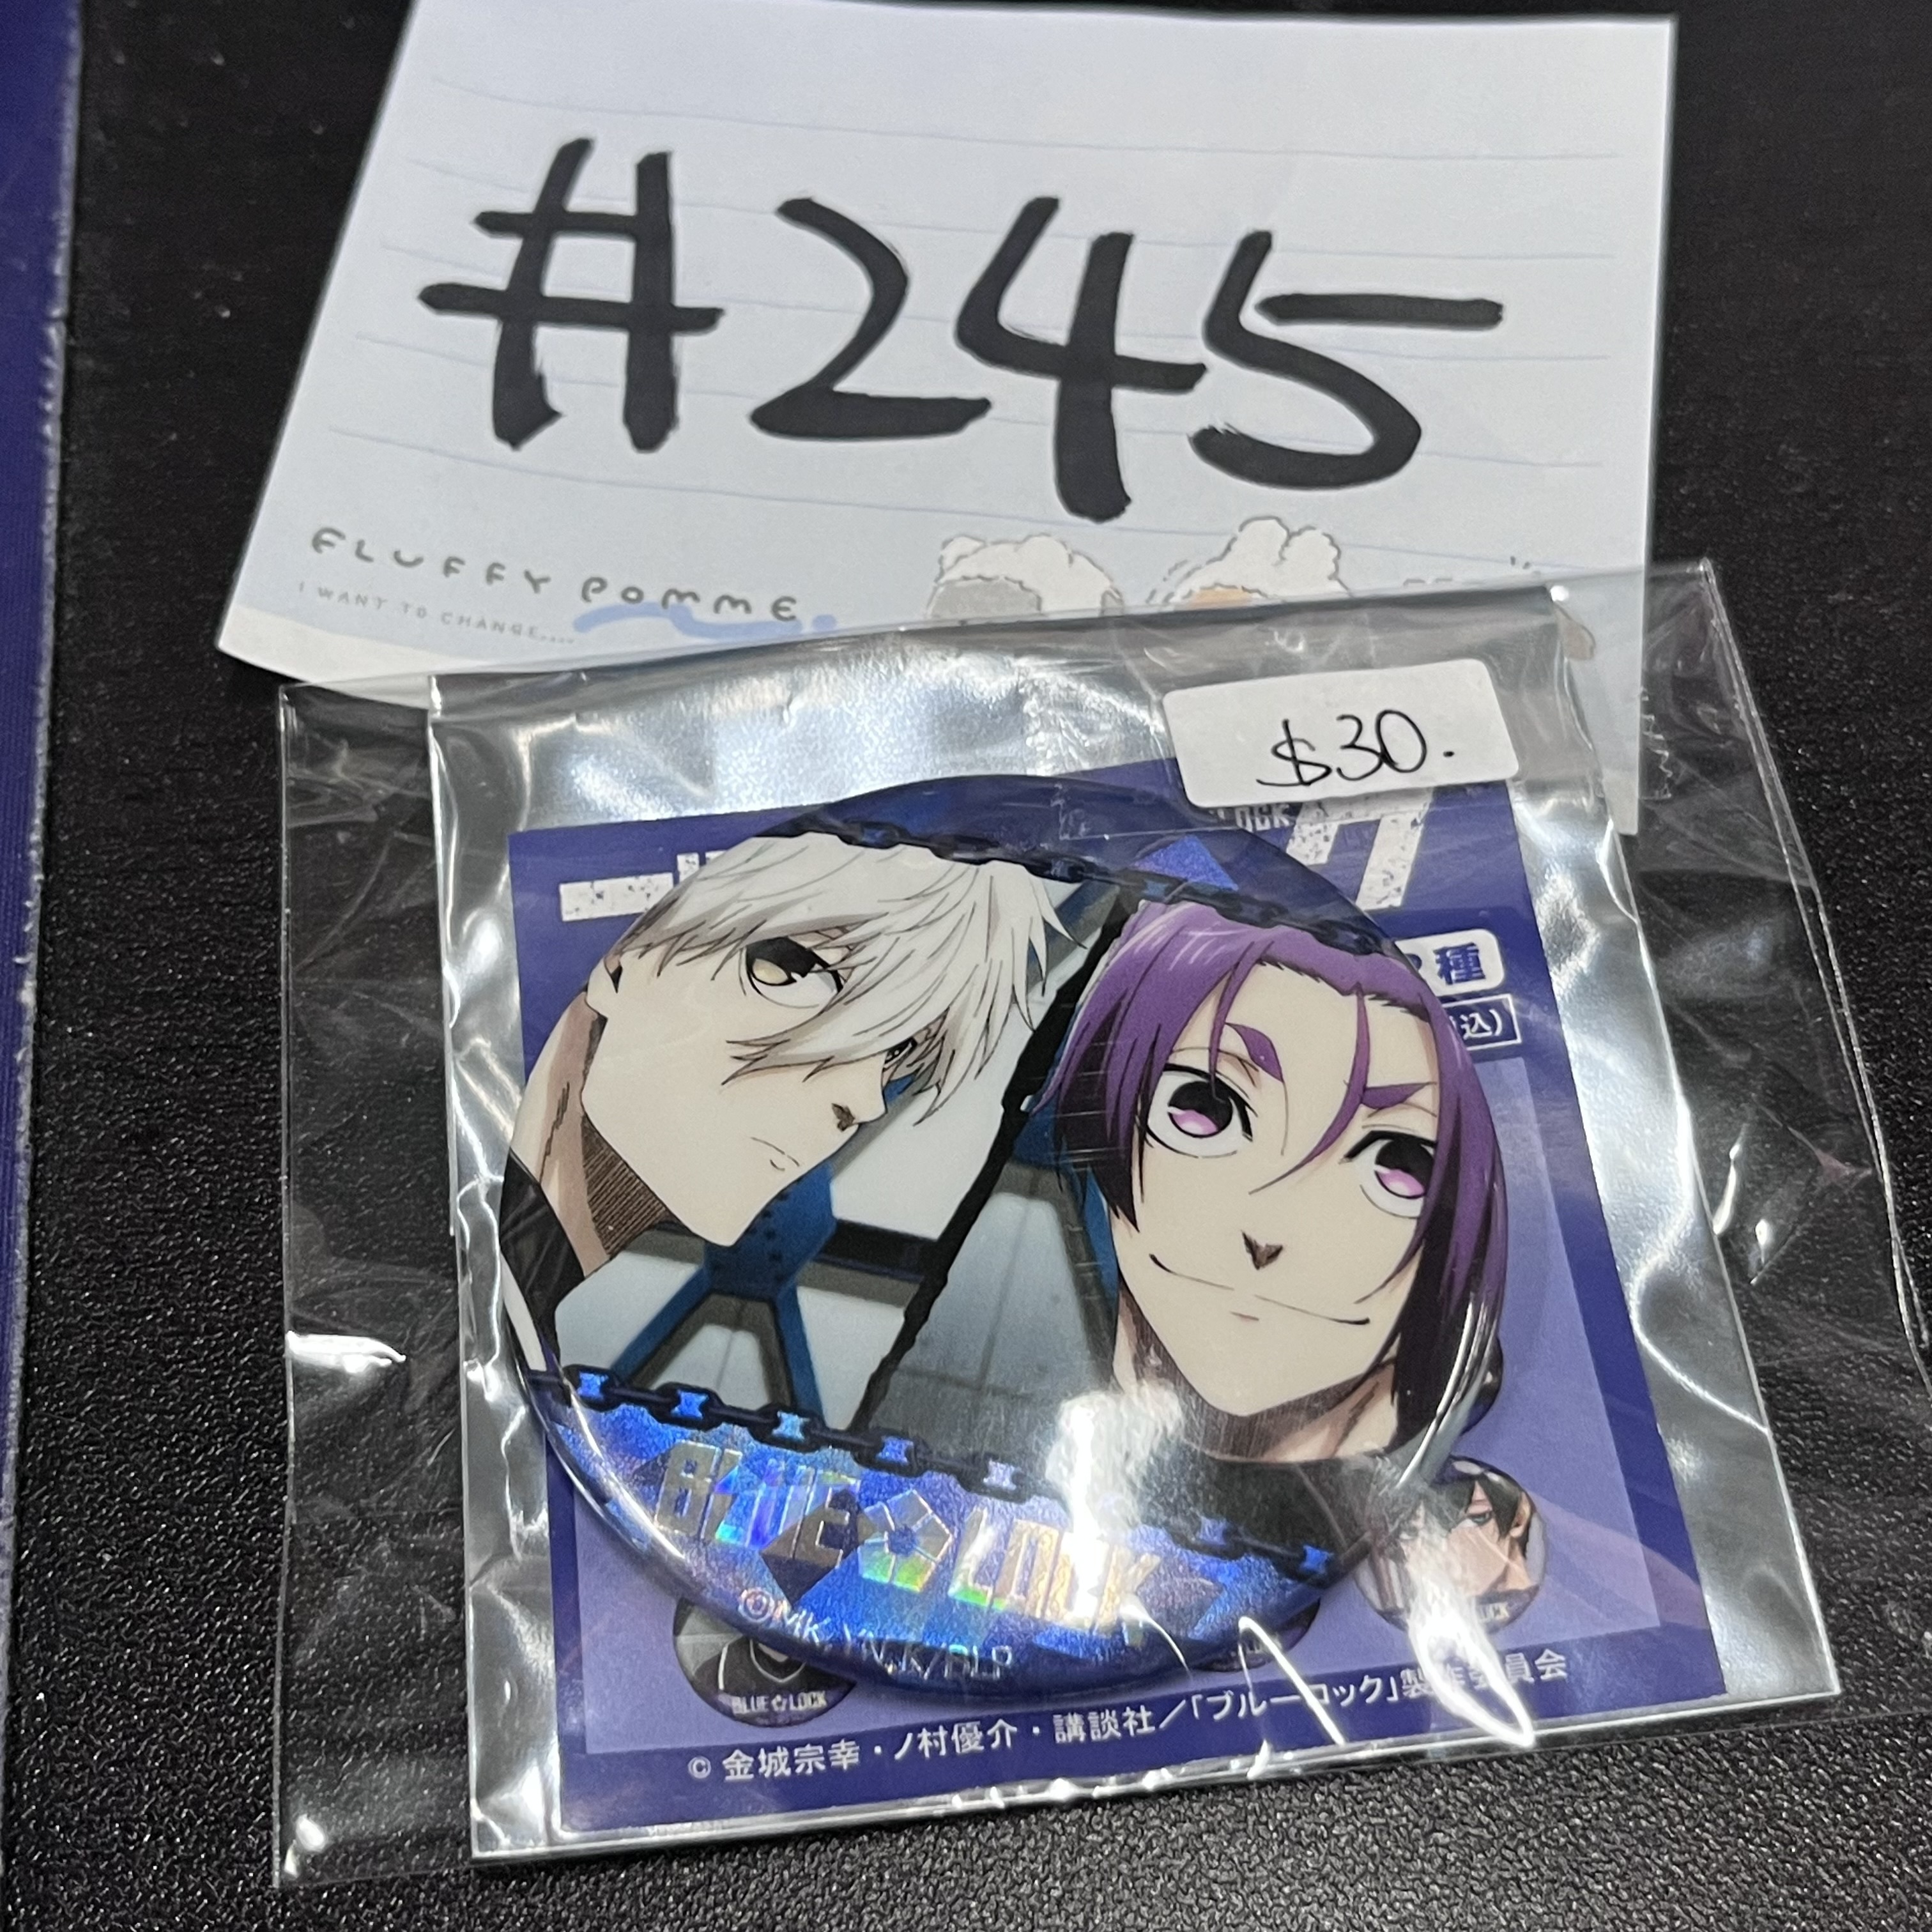 #245
FLUFFY POMME
I WANT TO CHANGE....
$30.
LOCK
種
込)
BLUE LOCK
©MK, YN, K/BLP
BLUE LOCK
© 金城宗幸・ノ村優介・講談社／「ブルーロック」製作委員会